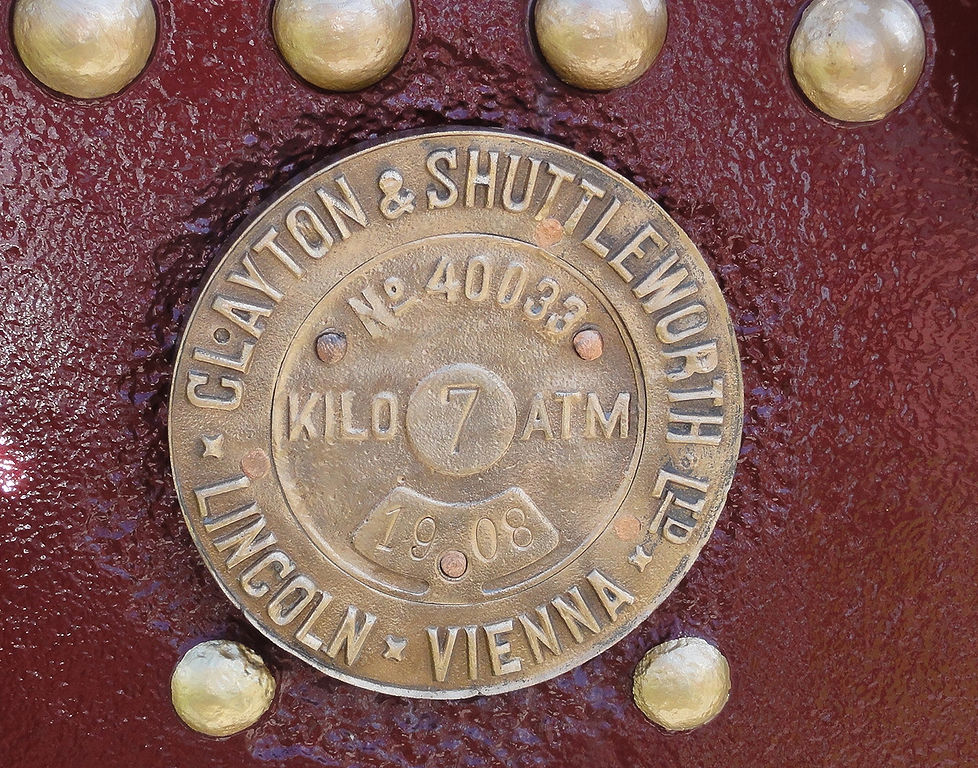 CLAYTON & SHUTTLEWORTH LTD
LINCOLN VIENNA
No 40033
KILO 7 ATM
1908